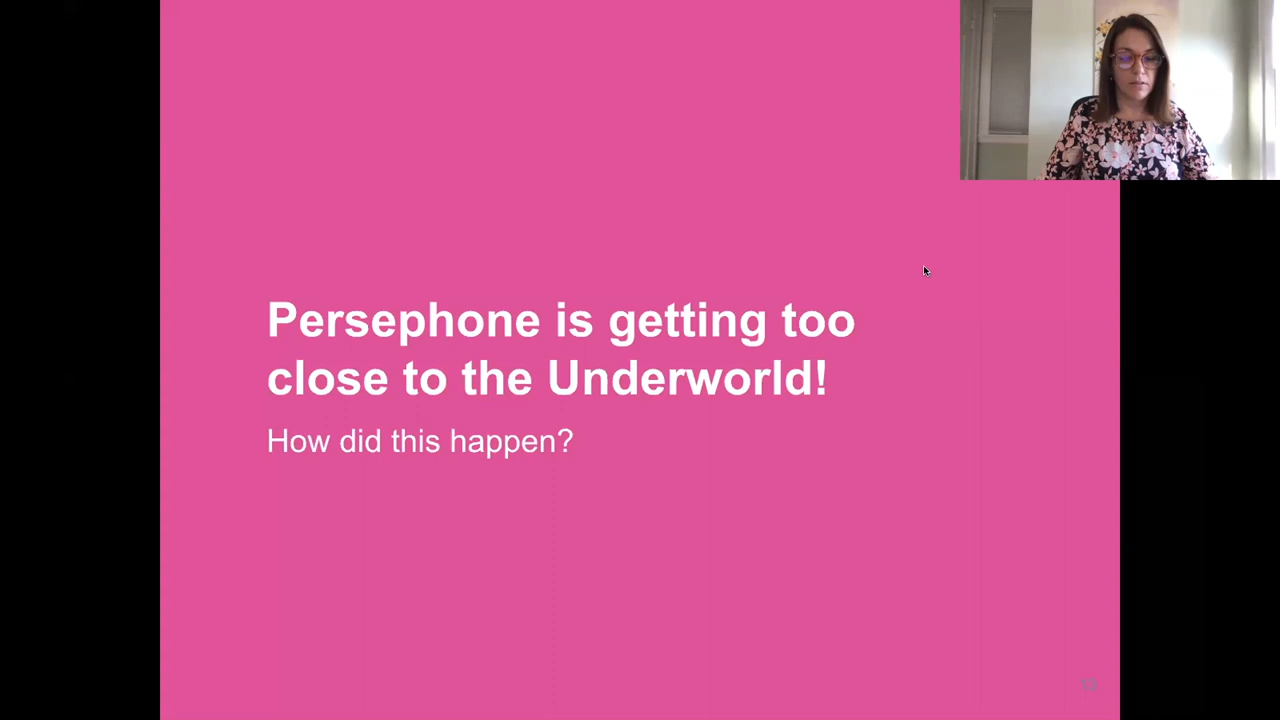 Persephone is getting too
close to the Underworld!
How did this happen?